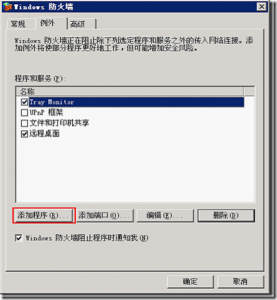 Windows 防火墙
常规 例外 高级
Windows 防火墙正在阻止除下列选定程序和服务之外的传入网络连接。添
加例外将使部分程序更好地工作，但可能增加安全风险。
程序和服务(P):
名称
Tray Monitor
UPnP 框架
文件和打印机共享
远程桌面
添加程序(R)... 添加端口(O)... 编辑(E)... 删除(D)
Windows 防火墙阻止程序时通知我(N)
确定 取消